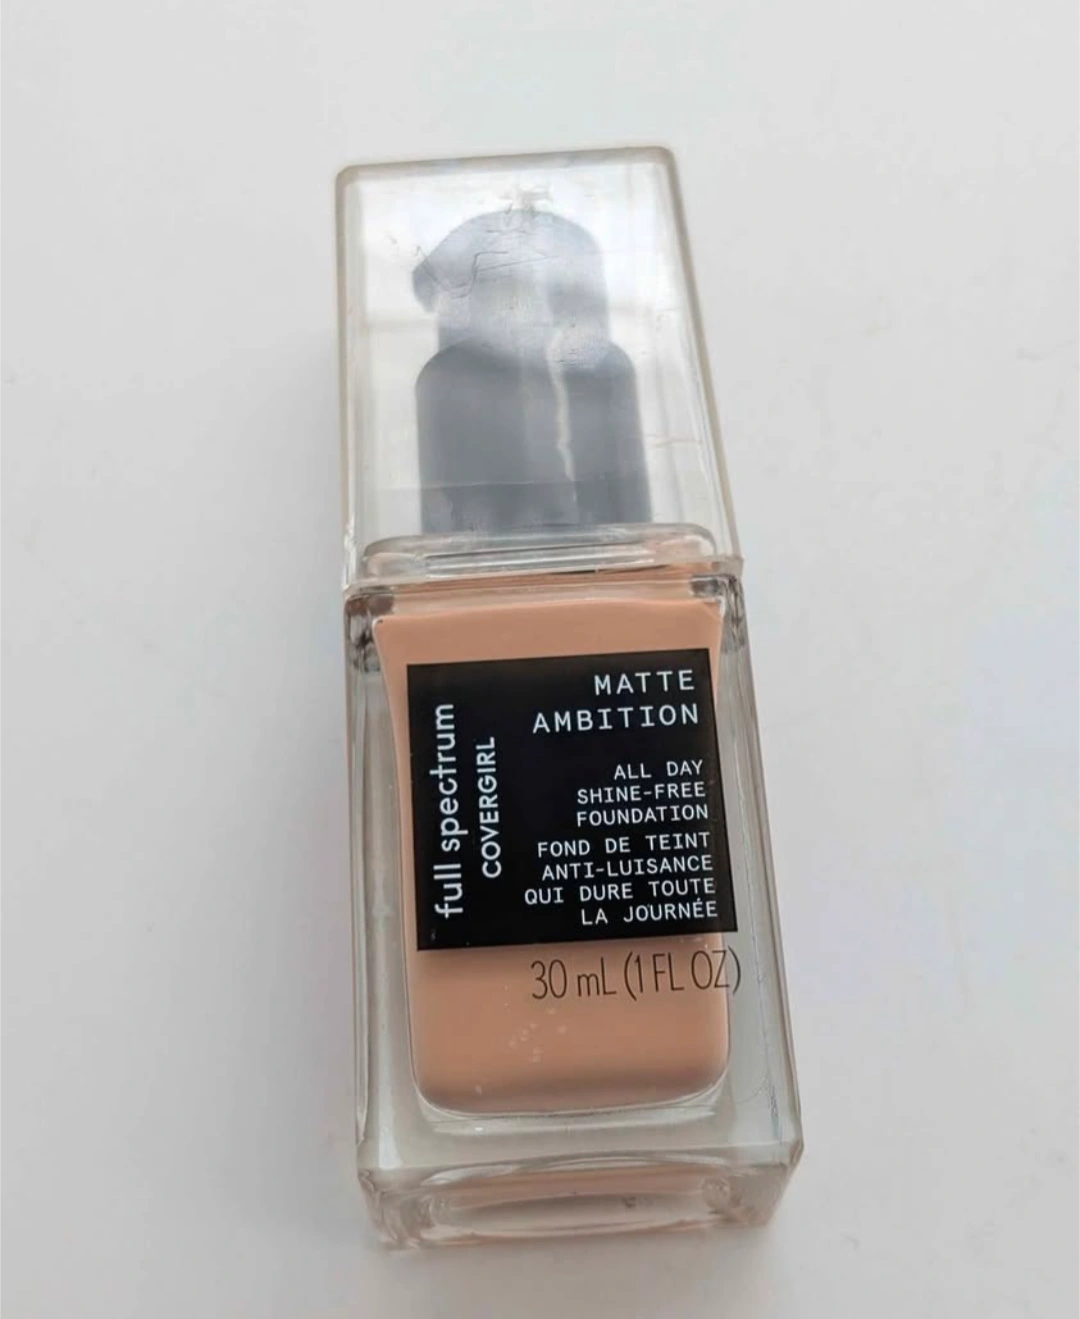 full spectrum
COVERGIRL
MATTE
AMBITION
ALL DAY
SHINE-FREE
FOUNDATION
FOND DE TEINT
ANTI-LUISANCE
QUI DURE TOUTE
LA JOURNÉE
30 mL (1 FL OZ)